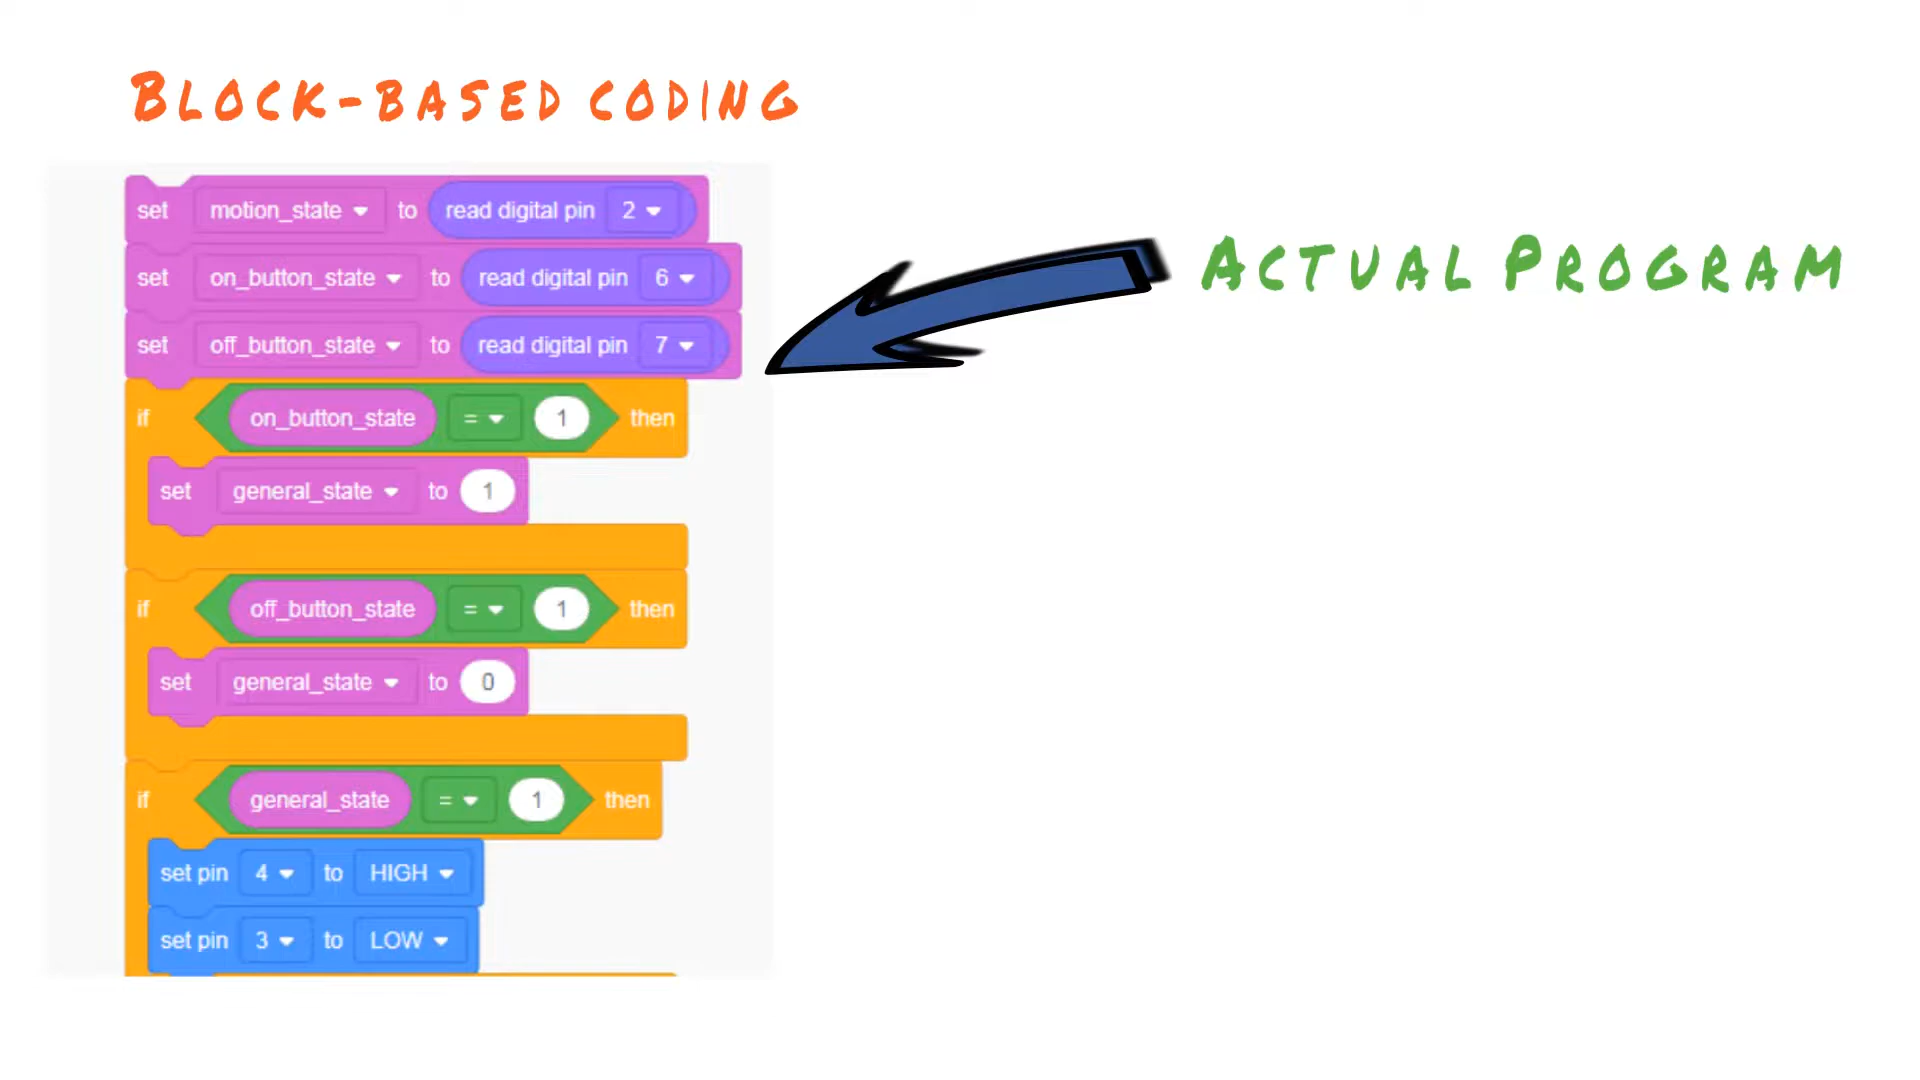 Block-based coding
set motion_state to read digital pin 2
set on_button_state to read digital pin 6
Actual Program
set off_button_state to read digital pin 7
if on_button_state = 1 then
set general_state to 1
if off_button_state = 1 then
set general_state to 0
if general_state = 1 then
set pin 4 to HIGH
set pin 3 to LOW